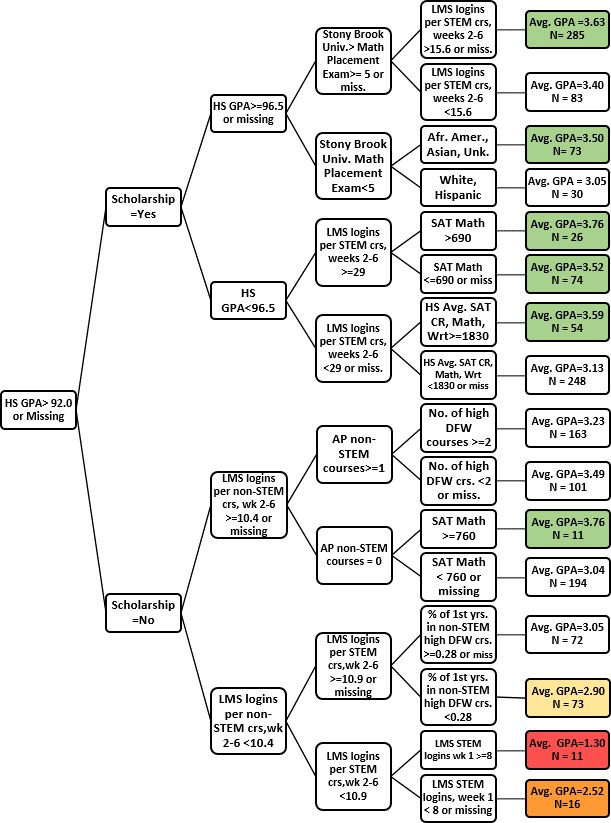 HS GPA> 92.0
or Missing
Scholarship
=Yes
Scholarship
=No
HS GPA>=96.5
or missing
HS
GPA<96.5
LMS logins
per non-STEM
crs, wk 2-6
>=10.4 or
missing
LMS logins
per non-
STEM crs,wk
2-6 <10.4
Stony Brook
Univ.> Math
Placement
Exam>= 5 or
miss.
Stony Brook
Univ. Math
Placement
Exam<5
LMS logins
per STEM crs,
weeks 2-6
>=29
LMS logins
per STEM crs,
weeks 2-6
<29 or miss.
AP non-
STEM
courses>=1
AP non-STEM
courses = 0
LMS logins
per STEM
crs,wk 2-6
>=10.9 or
missing
LMS logins
per STEM
crs,wk 2-6
<10.9
LMS logins
per STEM crs,
weeks 2-6
>15.6 or miss.
LMS logins
per STEM crs,
weeks 2-6
<15.6
Afr. Amer.,
Asian, Unk.
White,
Hispanic
SAT Math
>690
SAT Math
<=690 or miss
HS Avg. SAT
CR, Math,
Wrt>=1830
HS Avg. SAT CR,
Math, Wrt
<1830 or miss
No. of high
DFW
courses >=2
No. of high
DFW crs. <2
or miss.
SAT Math
>=760
SAT Math
< 760 or
missing
% of 1st yrs.
in non-STEM
high DFW crs.
>=0.28 or miss
% of 1st yrs.
in non-STEM
high DFW crs.
<0.28
LMS STEM
logins wk 1 >=8
LMS STEM
logins, week 1
< 8 or missing
Avg. GPA =3.63
N= 285
Avg. GPA=3.40
N = 83
Avg. GPA=3.50
N= 73
Avg. GPA = 3.05
N = 30
Avg. GPA=3.76
N = 26
Avg. GPA=3.52
N = 74
Avg. GPA=3.59
N = 54
Avg. GPA=3.13
N = 248
Avg. GPA=3.23
N = 163
Avg. GPA=3.49
N = 101
Avg. GPA=3.76
N = 11
Avg. GPA=3.04
N = 194
Avg. GPA=3.05
N = 72
Avg. GPA=2.90
N = 73
Avg. GPA=1.30
N = 11
Avg. GPA=2.52
N=16